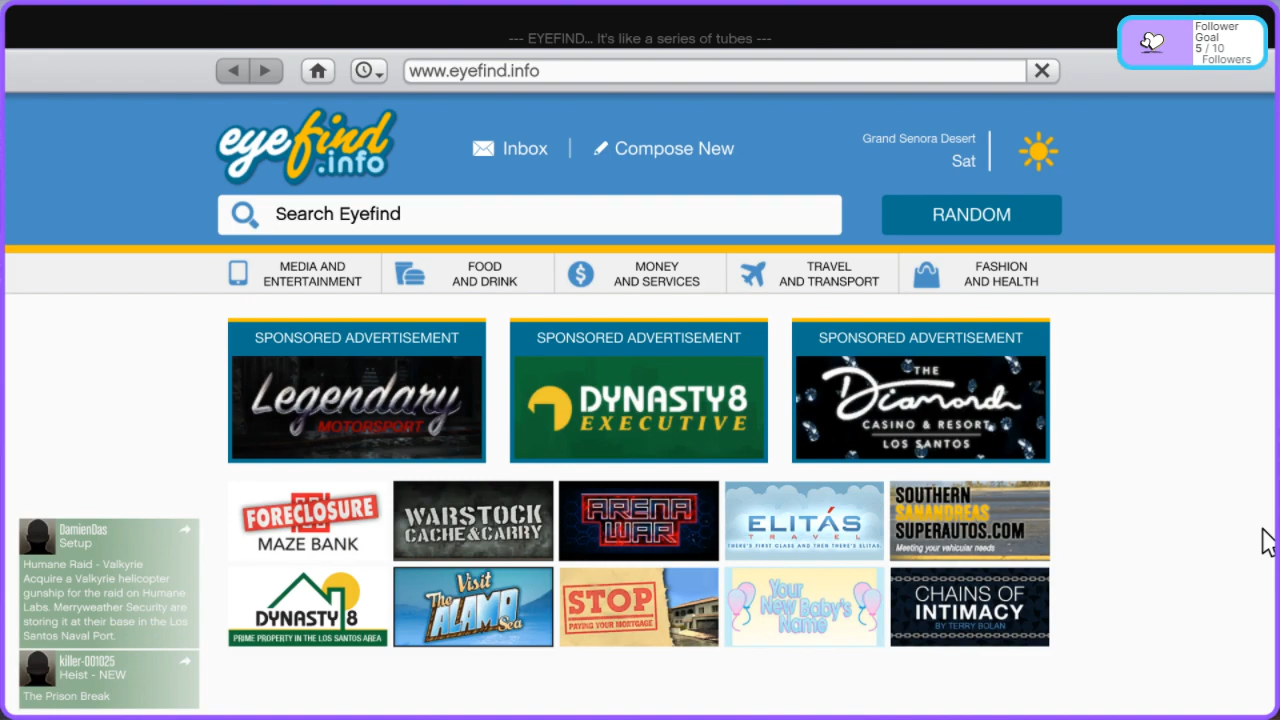 --- EYEFIND... It's like a series of tubes ---
Follower
Goal
5 / 10
Followers
www.eyefind.info
eyefind
.info
Inbox
Compose New
Grand Senora Desert
Sat
Search Eyefind
RANDOM
MEDIA AND
ENTERTAINMENT
FOOD
AND DRINK
MONEY
AND SERVICES
TRAVEL
AND TRANSPORT
FASHION
AND HEALTH
SPONSORED ADVERTISEMENT
Legendary
MOTORSPORT
SPONSORED ADVERTISEMENT
DYNASTY 8
EXECUTIVE
SPONSORED ADVERTISEMENT
THE
Diamond
CASINO & RESORT
LOS SANTOS
FORECLOSURE
MAZE BANK
WARSTOCK
CACHE & CARRY
ARENA
WAR
ELITÁS
TRAVEL
THERE'S FIRST CLASS AND THEN THERE'S ELITAS.
SOUTHERN
SANANDREAS
SUPERAUTOS.COM
Meeting your vehicular needs
DYNASTY 8
PRIME PROPERTY IN THE LOS SANTOS AREA
Visit
The ALAMO
Sea
STOP
PAYING YOUR MORTGAGE
Your
New Baby's
Name
CHAINS OF
INTIMACY
BY TERRY BOLAN
DamienDas
Setup
Humane Raid - Valkyrie
Acquire a Valkyrie helicopter
gunship for the raid on Humane
Labs. Merryweather Security are
storing it at their base in the Los
Santos Naval Port.
killer-001025
Heist - NEW
The Prison Break